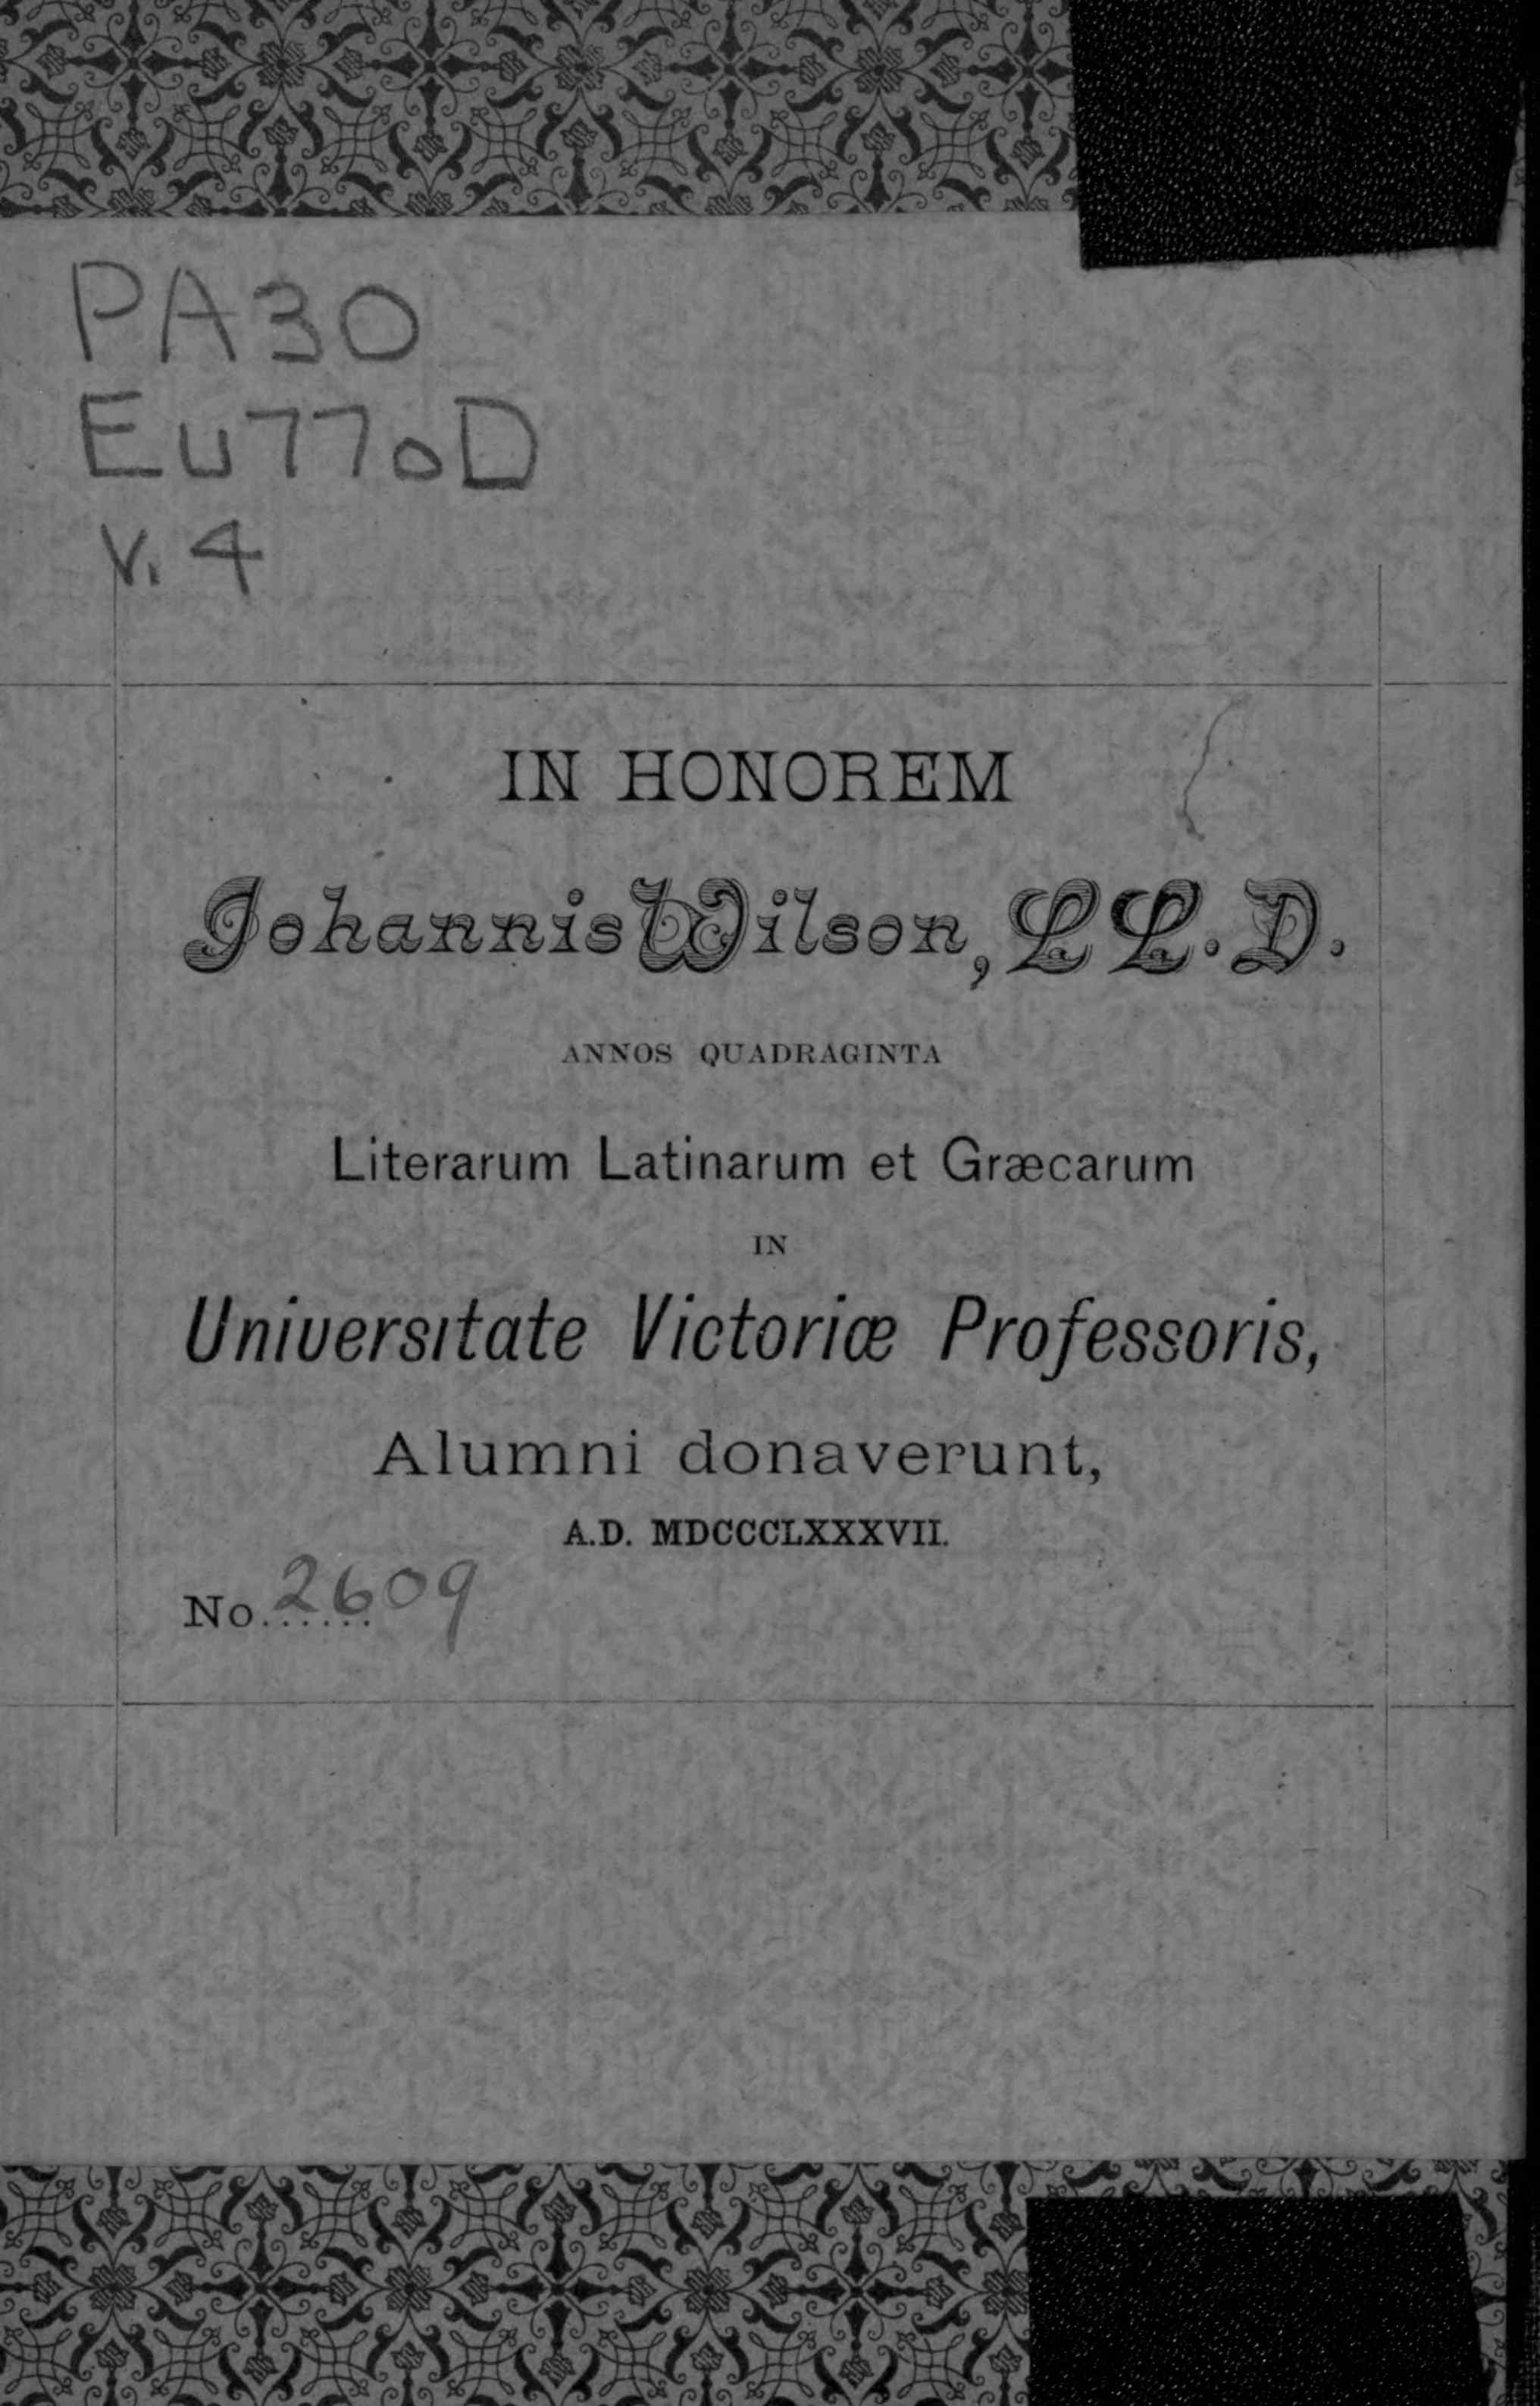 PA30
Eu770D
v. 4
IN HONOREM
Johannis Wilson, LL.D.
ANNOS QUADRAGINTA
Literarum Latinarum et Græcarum
IN
Universitate Victoriæ Professoris,
Alumni donaverunt,
A.D. MDCCCLXXXVII.
No...... 2609